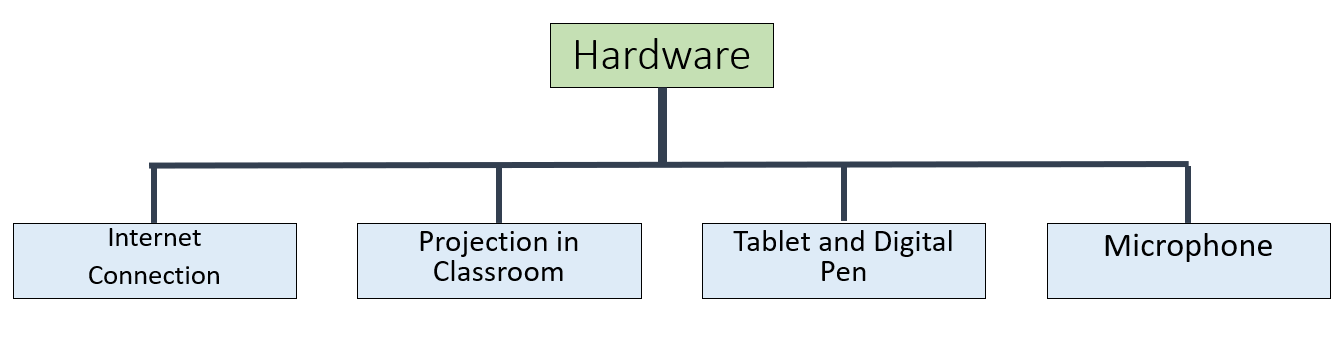 Hardware
Internet
Connection
Projection in
Classroom
Tablet and Digital
Pen
Microphone